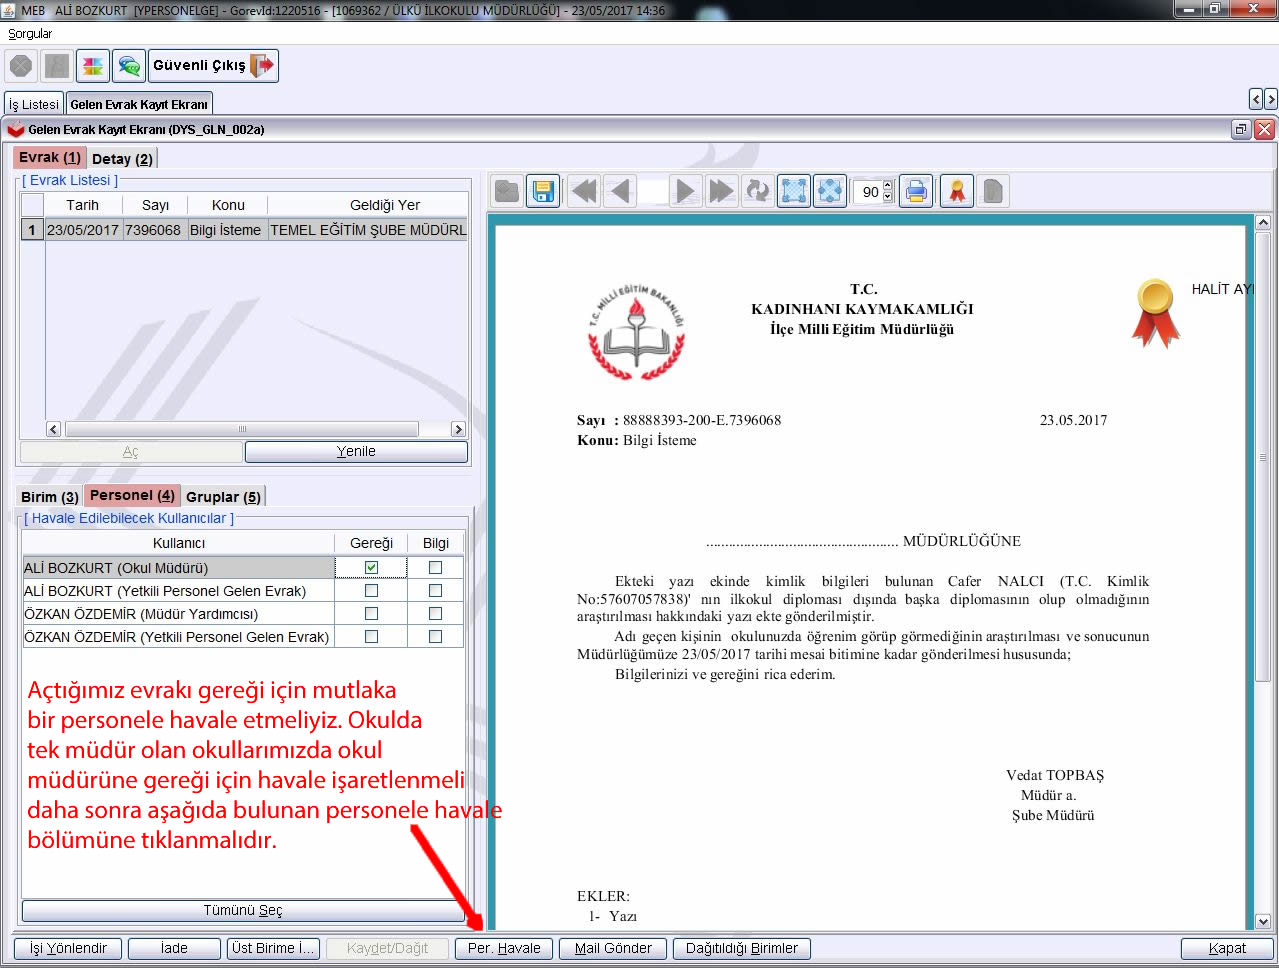 MEB ALİ BOZKURT [YPERSONELGE] - GorevId:1220516 - [1069362 / ÜLKÜ İLKOKULU MÜDÜRLÜĞÜ] - 23/05/2017 14:36
Sorgular
Güvenli Çıkış
İş Listesi
Gelen Evrak Kayıt Ekranı
Gelen Evrak Kayıt Ekranı (DYS_GLN_002a)
Evrak (1) Detay (2)
[ Evrak Listesi ]
Tarih Sayı Konu Geldiği Yer
1 23/05/2017 7396068 Bilgi İsteme TEMEL EĞİTİM ŞUBE MÜDÜRL
Aç Yenile
Birim (3) Personel (4) Gruplar (5)
[ Havale Edilebilecek Kullanıcılar ]
Kullanıcı Gereği Bilgi
ALİ BOZKURT (Okul Müdürü)
ALİ BOZKURT (Yetkili Personel Gelen Evrak)
ÖZKAN ÖZDEMİR (Müdür Yardımcısı)
ÖZKAN ÖZDEMİR (Yetkili Personel Gelen Evrak)
Açtığımız evrakı gereği için mutlaka
bir personele havale etmeliyiz. Okulda
tek müdür olan okullarımızda okul
müdürüne gereği için havale işaretlenmeli
daha sonra aşağıda bulunan personele havale
bölümüne tıklanmalıdır.
Tümünü Seç
90
T.C. MİLLİ EĞİTİM BAKANLIĞI
T.C.
KADINHANI KAYMAKAMLIĞI
İlçe Milli Eğitim Müdürlüğü
HALİT AYI
Sayı : 88888393-200-E.7396068 23.05.2017
Konu: Bilgi İsteme
.................................................... MÜDÜRLÜĞÜNE
Ekteki yazı ekinde kimlik bilgileri bulunan Cafer NALCI (T.C. Kimlik
No:57607057838)' nın ilkokul diploması dışında başka diplomasının olup olmadığının
araştırılması hakkındaki yazı ekte gönderilmiştir.
Adı geçen kişinin okulunuzda öğrenim görüp görmediğinin araştırılması ve sonucunun
Müdürlüğümüze 23/05/2017 tarihi mesai bitimine kadar gönderilmesi hususunda;
Bilgilerinizi ve gereğini rica ederim.
Vedat TOPBAŞ
Müdür a.
Şube Müdürü
EKLER:
1- Yazı
İşi Yönlendir İade Üst Birime İ... Kaydet/Dağıt Per. Havale Mail Gönder Dağıtıldığı Birimler Kapat